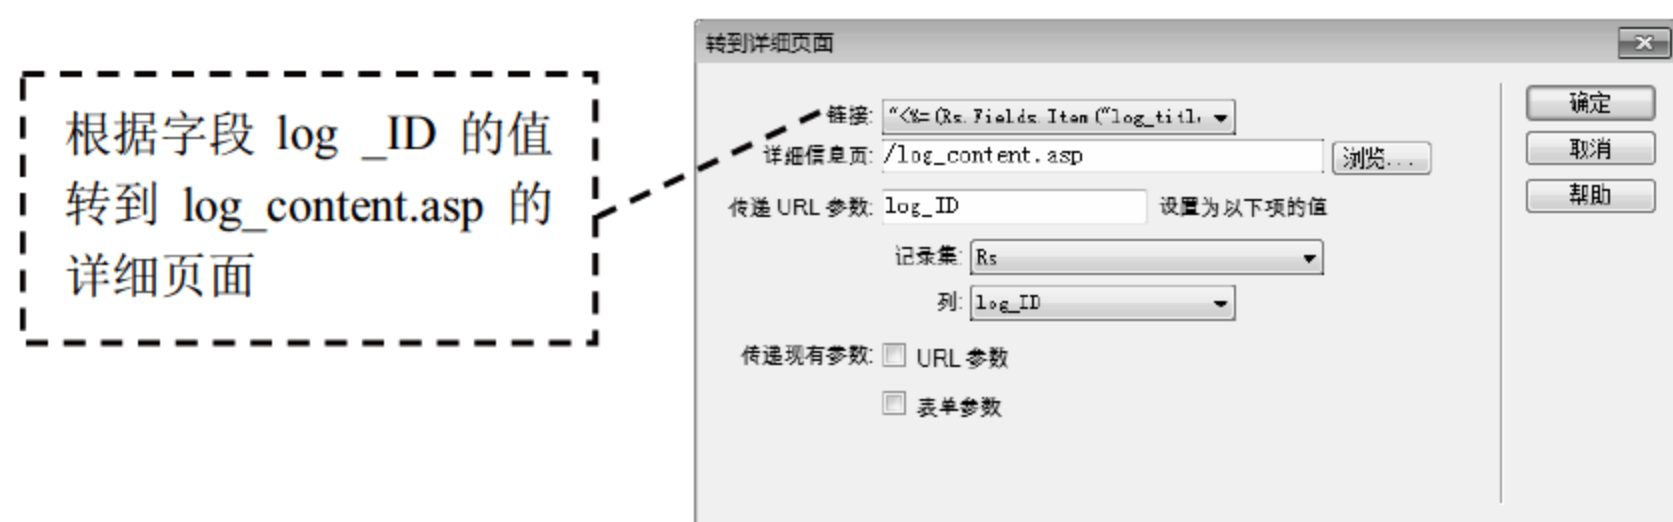 根据字段 log _ID 的值
转到 log_content.asp 的
详细页面
转到详细页面
链接: "<%=(Rs.Fields.Item("log_titl
详细信息页: /log_content.asp 浏览...
传递 URL 参数: log_ID 设置为以下项的值
记录集: Rs
列: log_ID
传递现有参数: URL 参数
表单参数
确定
取消
帮助